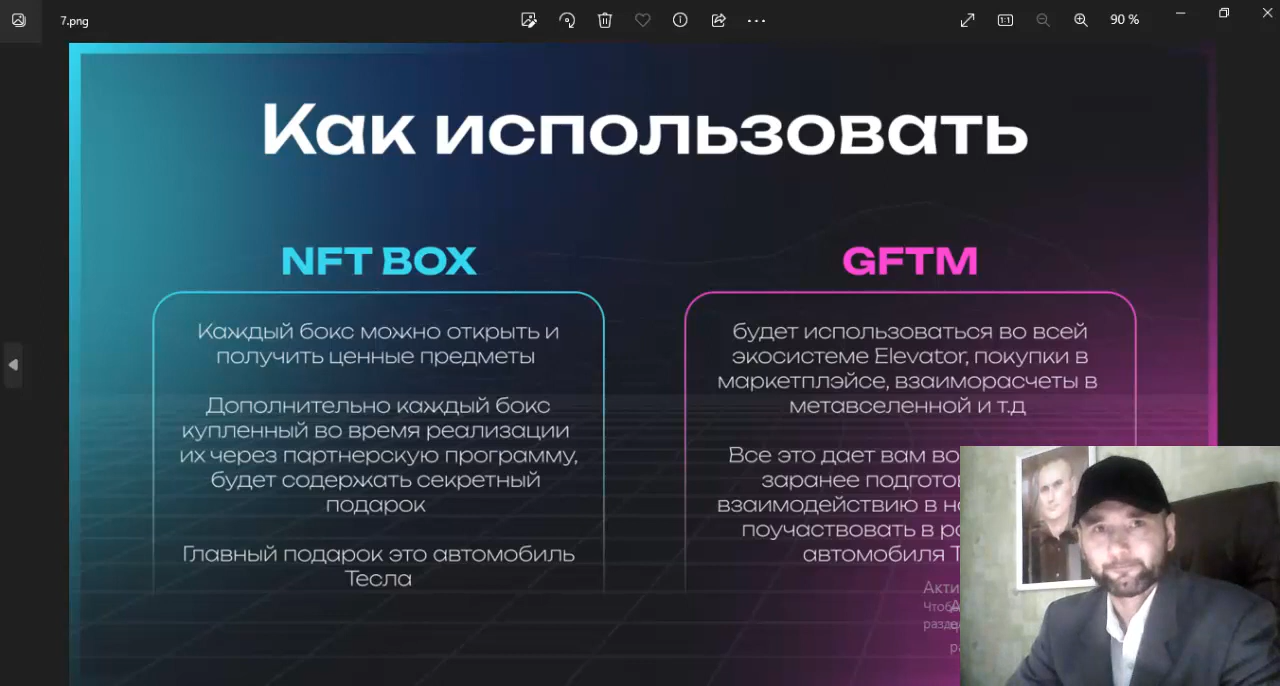 7.png
90 %
Как использовать
NFT BOX
Каждый бокс можно открыть и
получить ценные предметы
Дополнительно каждый бокс
купленный во время реализации
их через партнерскую программу,
будет содержать секретный
подарок
Главный подарок это автомобиль
Тесла
GFTM
будет использоваться во всей
экосистеме Elevator, покупки в
маркетплэйсе, взаиморасчеты в
метавселенной и т.д
Все это дает вам
заранее
взаимодействию в
поучаствовать в
автомобиля